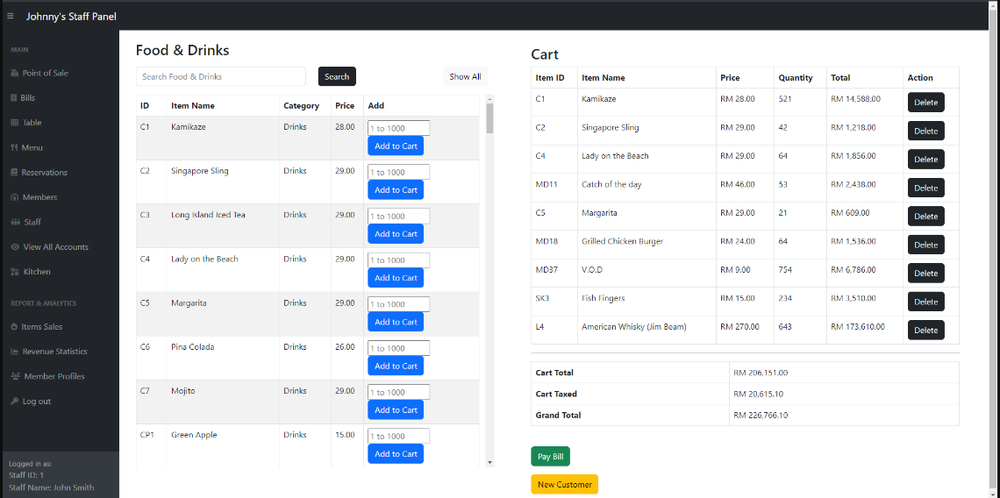 Johnny's Staff Panel
MAIN
Point of Sale
Bills
Table
Menu
Reservations
Members
Staff
View All Accounts
Kitchen
REPORT & ANALYTICS
Items Sales
Revenue Statistics
Member Profiles
Log out
Logged in as:
Staff ID: 1
Staff Name: John Smith
Food & Drinks
Search Food & Drinks Search Show All
ID Item Name Category Price Add
C1 Kamikaze Drinks 28.00 1 to 1000
Add to Cart
C2 Singapore Sling Drinks 29.00 1 to 1000
Add to Cart
C3 Long Island Iced Tea Drinks 29.00 1 to 1000
Add to Cart
C4 Lady on the Beach Drinks 29.00 1 to 1000
Add to Cart
C5 Margarita Drinks 29.00 1 to 1000
Add to Cart
C6 Pina Colada Drinks 26.00 1 to 1000
Add to Cart
C7 Mojito Drinks 29.00 1 to 1000
Add to Cart
CP1 Green Apple Drinks 15.00 1 to 1000
Add to Cart
Cart
Item ID Item Name Price Quantity Total Action
C1 Kamikaze RM 28.00 521 RM 14,588.00 Delete
C2 Singapore Sling RM 29.00 42 RM 1,218.00 Delete
C4 Lady on the Beach RM 29.00 64 RM 1,856.00 Delete
MD11 Catch of the day RM 46.00 53 RM 2,438.00 Delete
C5 Margarita RM 29.00 21 RM 609.00 Delete
MD18 Grilled Chicken Burger RM 24.00 64 RM 1,536.00 Delete
MD37 V.O.D RM 9.00 754 RM 6,786.00 Delete
SK3 Fish Fingers RM 15.00 234 RM 3,510.00 Delete
L4 American Whisky (Jim Beam) RM 270.00 643 RM 173,610.00 Delete
Cart Total RM 206,151.00
Cart Taxed RM 20,615.10
Grand Total RM 226,766.10
Pay Bill
New Customer